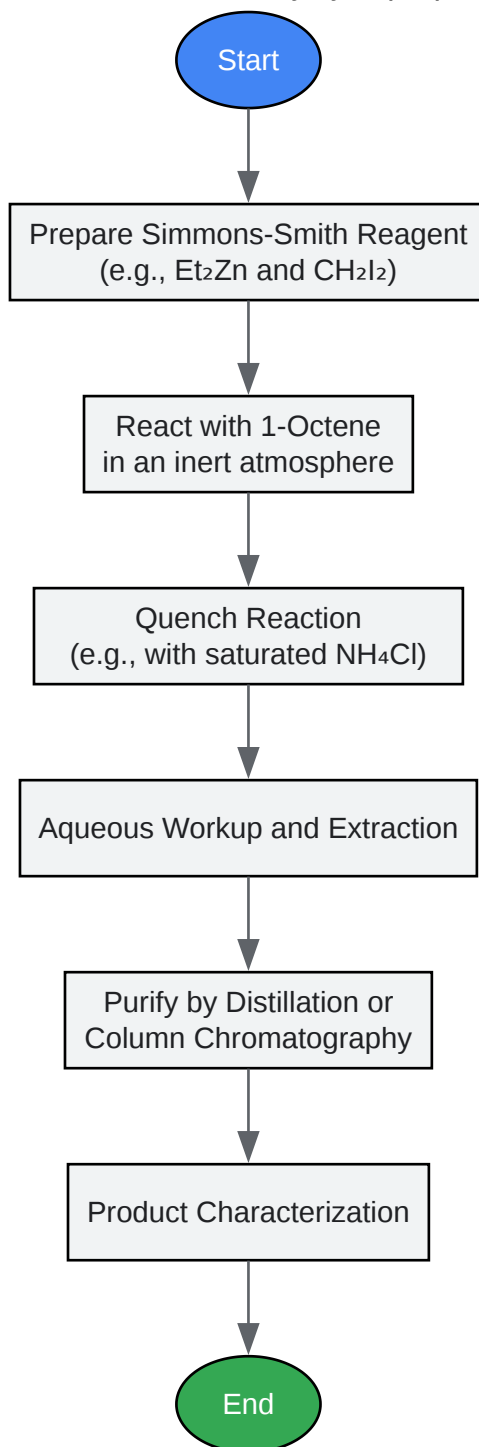 Start
Prepare Simmons-Smith Reagent
(e.g., Et₂Zn and CH₂I₂)
React with 1-Octene
in an inert atmosphere
Quench Reaction
(e.g., with saturated NH₄Cl)
Aqueous Workup and Extraction
Purify by Distillation or
Column Chromatography
Product Characterization
End